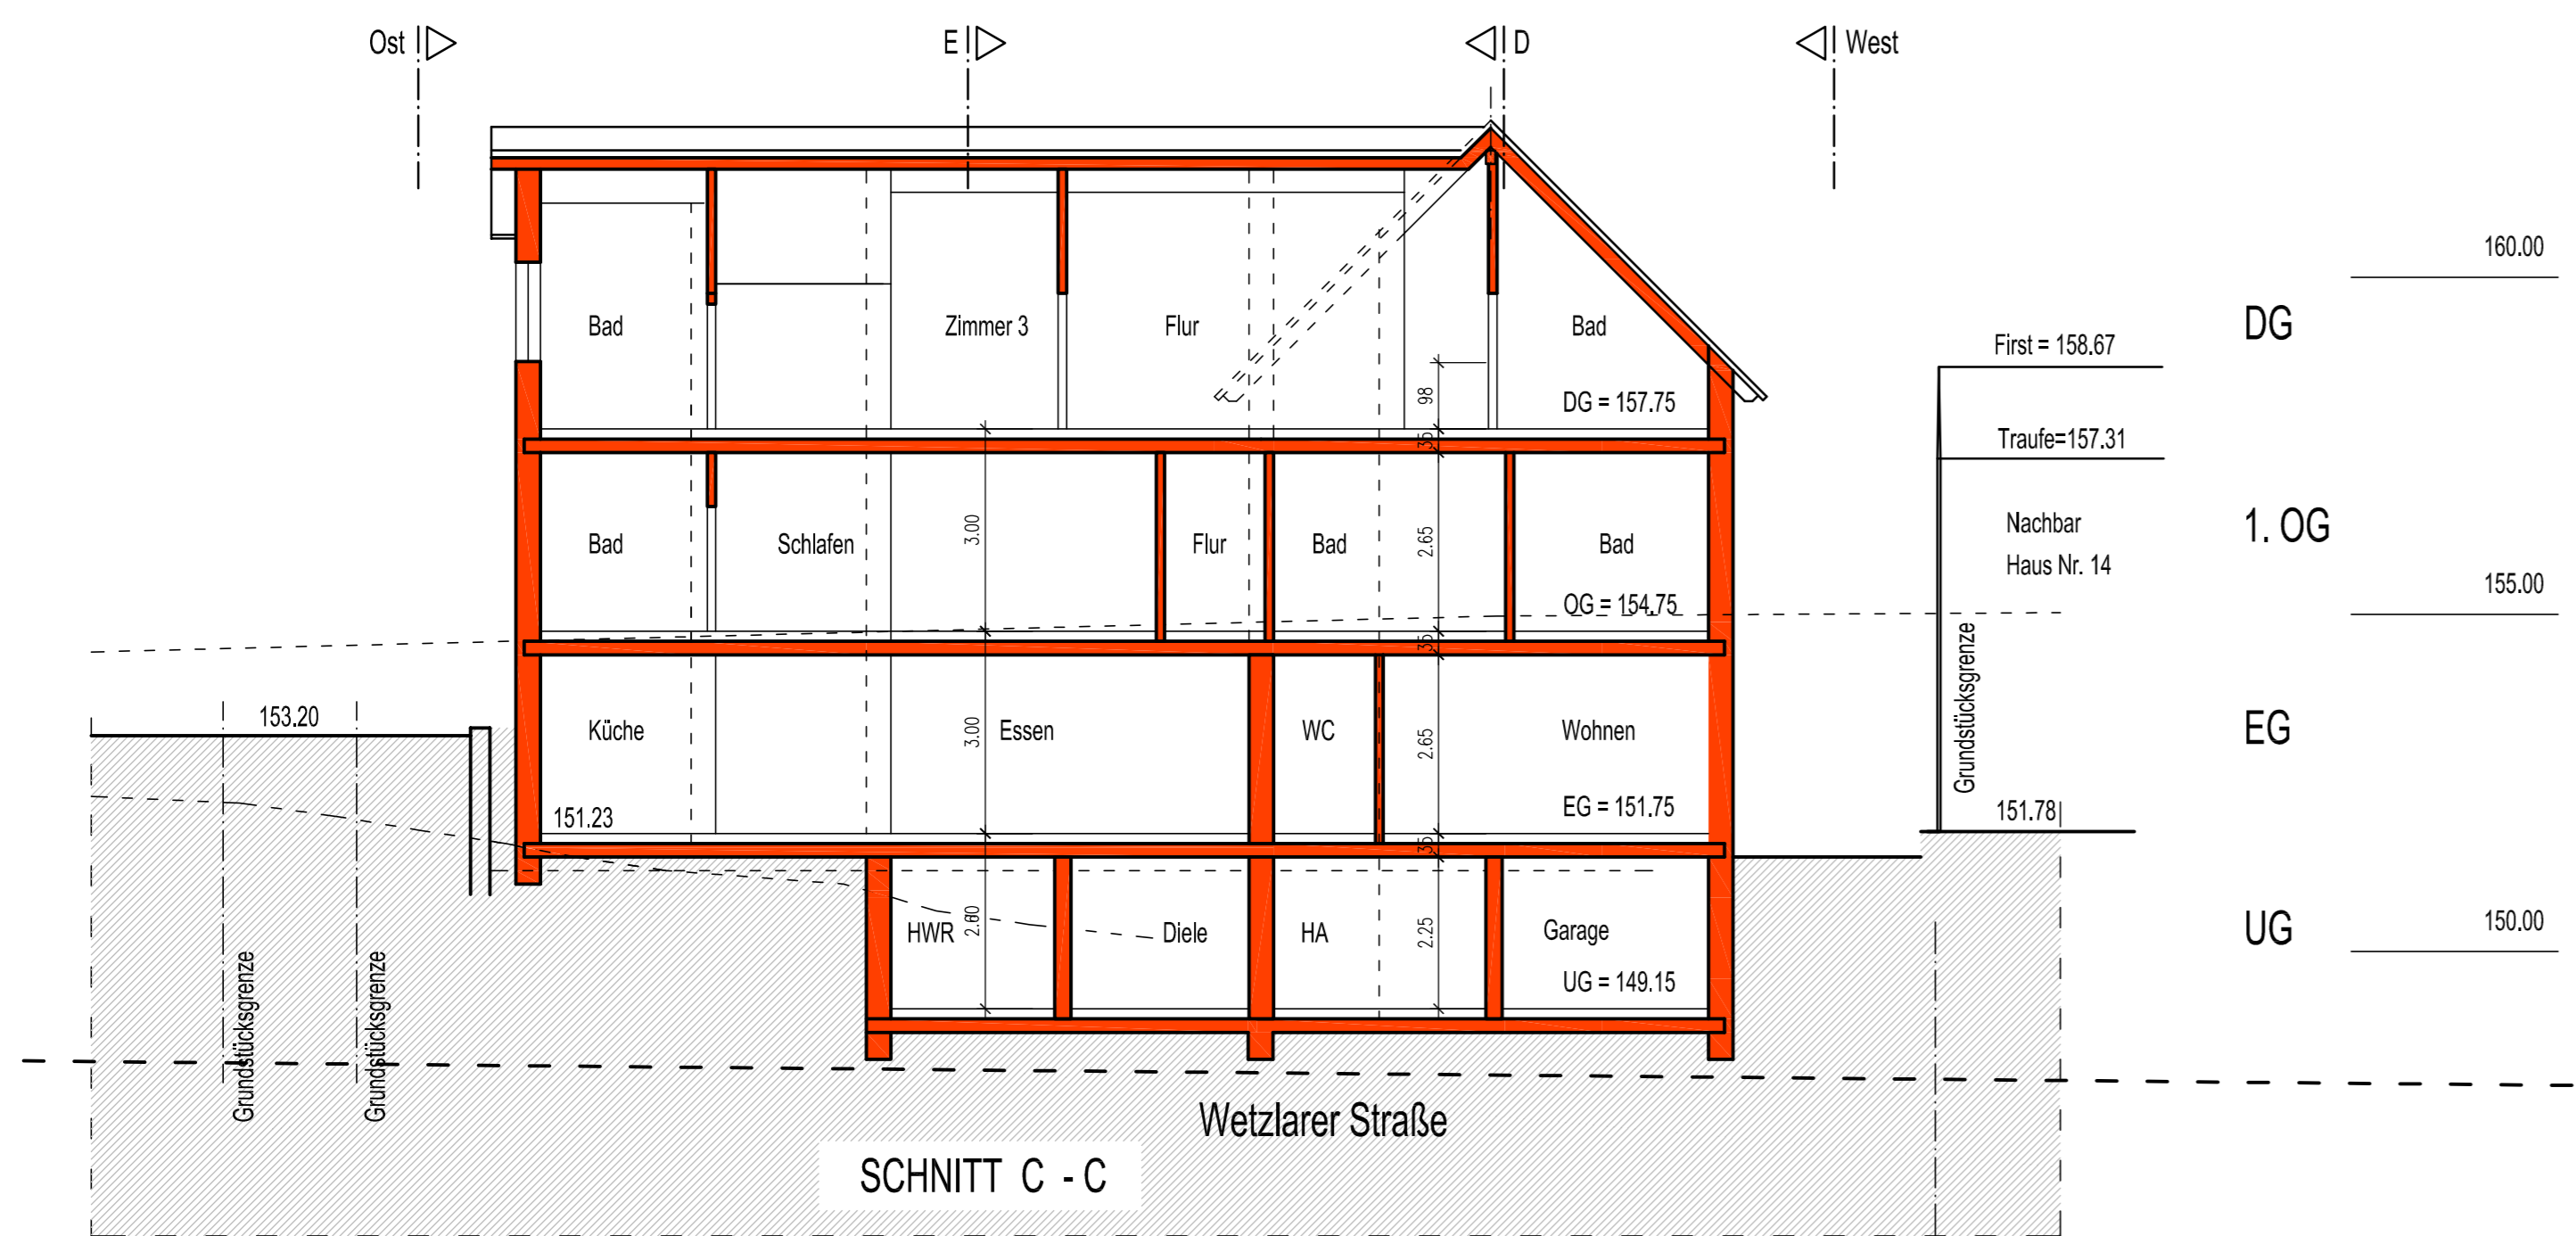 Ost
E
D
West
160.00
DG
Bad
Zimmer 3
Flur
Bad
First = 158.67
98
DG = 157.75
35
Traufe=157.31
Nachbar
Haus Nr. 14
1. OG
3.00
2.65
Bad
Schlafen
Flur
Bad
Bad
155.00
OG = 154.75
35
Grundstücksgrenze
153.20
Küche
3.00
Essen
WC
2.65
Wohnen
EG
151.23
EG = 151.75
151.78
35
HWR
Diele
HA
2.25
Garage
UG
150.00
UG = 149.15
Grundstücksgrenze
Grundstücksgrenze
Wetzlarer Straße
SCHNITT C - C